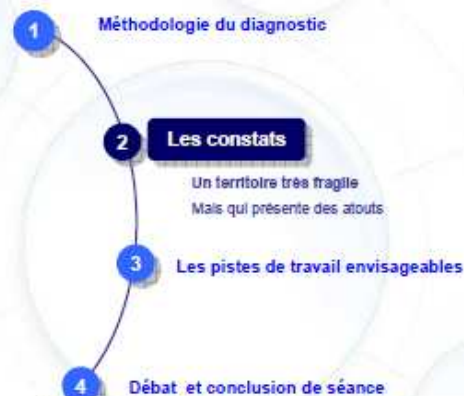 1 Méthodologie du diagnostic
2 Les constats
Un territoire très fragile
Mais qui présente des atouts
3 Les pistes de travail envisageables
4 Débat et conclusion de séance